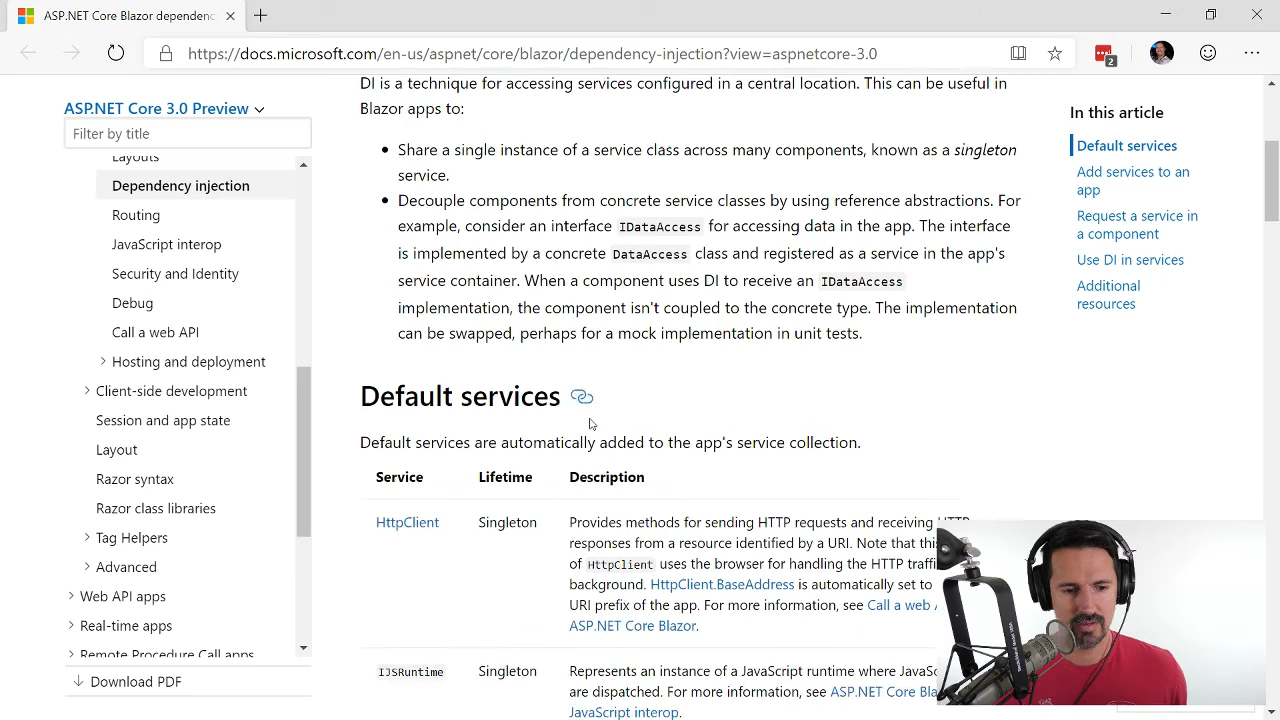 ASP.NET Core Blazor dependenc
https://docs.microsoft.com/en-us/aspnet/core/blazor/dependency-injection?view=aspnetcore-3.0
2
ASP.NET Core 3.0 Preview
Filter by title
Layouts
Dependency injection
Routing
JavaScript interop
Security and Identity
Debug
Call a web API
Hosting and deployment
Client-side development
Session and app state
Layout
Razor syntax
Razor class libraries
Tag Helpers
Advanced
Web API apps
Real-time apps
Remote Procedure Call apps
Download PDF
DI is a technique for accessing services configured in a central location. This can be useful in
Blazor apps to:
Share a single instance of a service class across many components, known as a singleton
service.
Decouple components from concrete service classes by using reference abstractions. For
example, consider an interface IDataAccess for accessing data in the app. The interface
is implemented by a concrete DataAccess class and registered as a service in the app's
service container. When a component uses DI to receive an IDataAccess
implementation, the component isn't coupled to the concrete type. The implementation
can be swapped, perhaps for a mock implementation in unit tests.
Default services
Default services are automatically added to the app's service collection.
Service Lifetime Description
HttpClient Singleton Provides methods for sending HTTP requests and receiving HTTP
responses from a resource identified by a URI. Note that this
of HttpClient uses the browser for handling the HTTP traffi
background. HttpClient.BaseAddress is automatically set to
URI prefix of the app. For more information, see Call a web A
ASP.NET Core Blazor.
IJSRuntime Singleton Represents an instance of a JavaScript runtime where JavaSc
are dispatched. For more information, see ASP.NET Core Bla
JavaScript interop.
In this article
Default services
Add services to an
app
Request a service in
a component
Use DI in services
Additional
resources